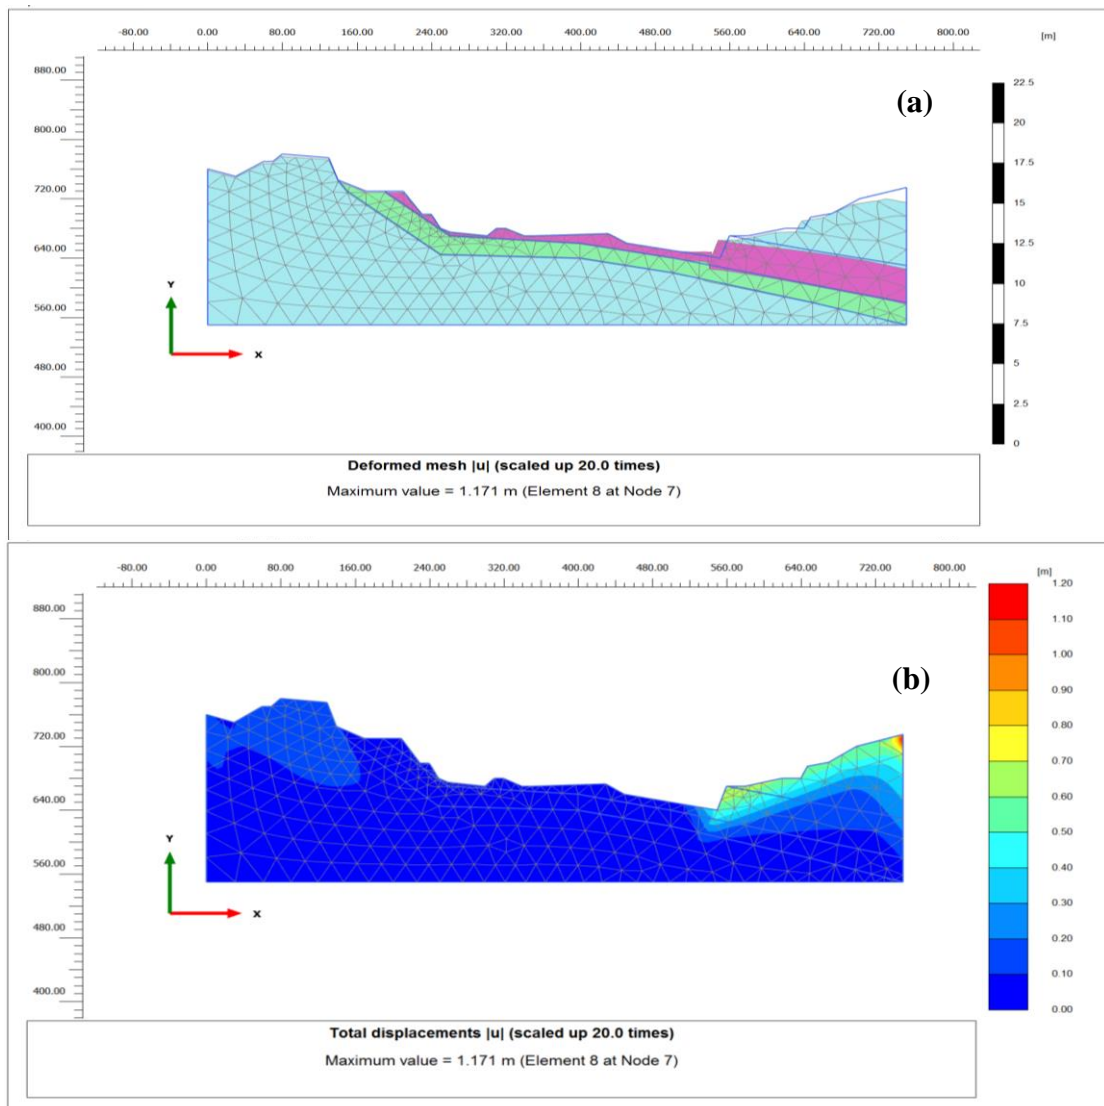 -80.00 0.00 80.00 160.00 240.00 320.00 400.00 480.00 560.00 640.00 720.00 800.00
[m]
880.00
800.00
720.00
640.00
560.00
480.00
400.00
(a)
22.5
20
17.5
15
12.5
10
7.5
5
2.5
0
Y
X
Deformed mesh |u| (scaled up 20.0 times)
Maximum value = 1.171 m (Element 8 at Node 7)
-80.00 0.00 80.00 160.00 240.00 320.00 400.00 480.00 560.00 640.00 720.00 800.00
[m]
880.00
800.00
720.00
640.00
560.00
480.00
400.00
(b)
1.20
1.10
1.00
0.90
0.80
0.70
0.60
0.50
0.40
0.30
0.20
0.10
0.00
Y
X
Total displacements |u| (scaled up 20.0 times)
Maximum value = 1.171 m (Element 8 at Node 7)